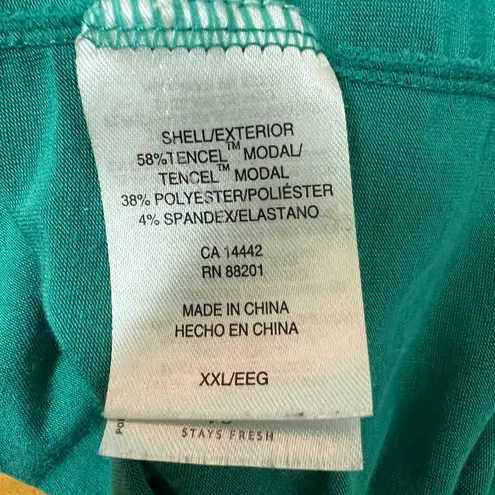 SHELL/EXTERIOR
58%TENCEL™ MODAL/
TENCEL™ MODAL
38% POLYESTER/POLIÉSTER
4% SPANDEX/ELASTANO
CA 14442
RN 88201
MADE IN CHINA
HECHO EN CHINA
XXL/EEG
STAYS FRESH